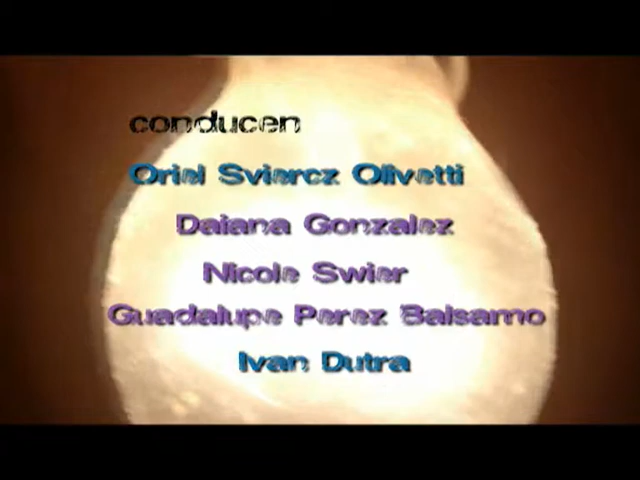 conducen
Oriel Sviercz Olivetti
Daiana Gonzalez
Nicole Swier
Guadalupe Perez Balsamo
Ivan Dutra